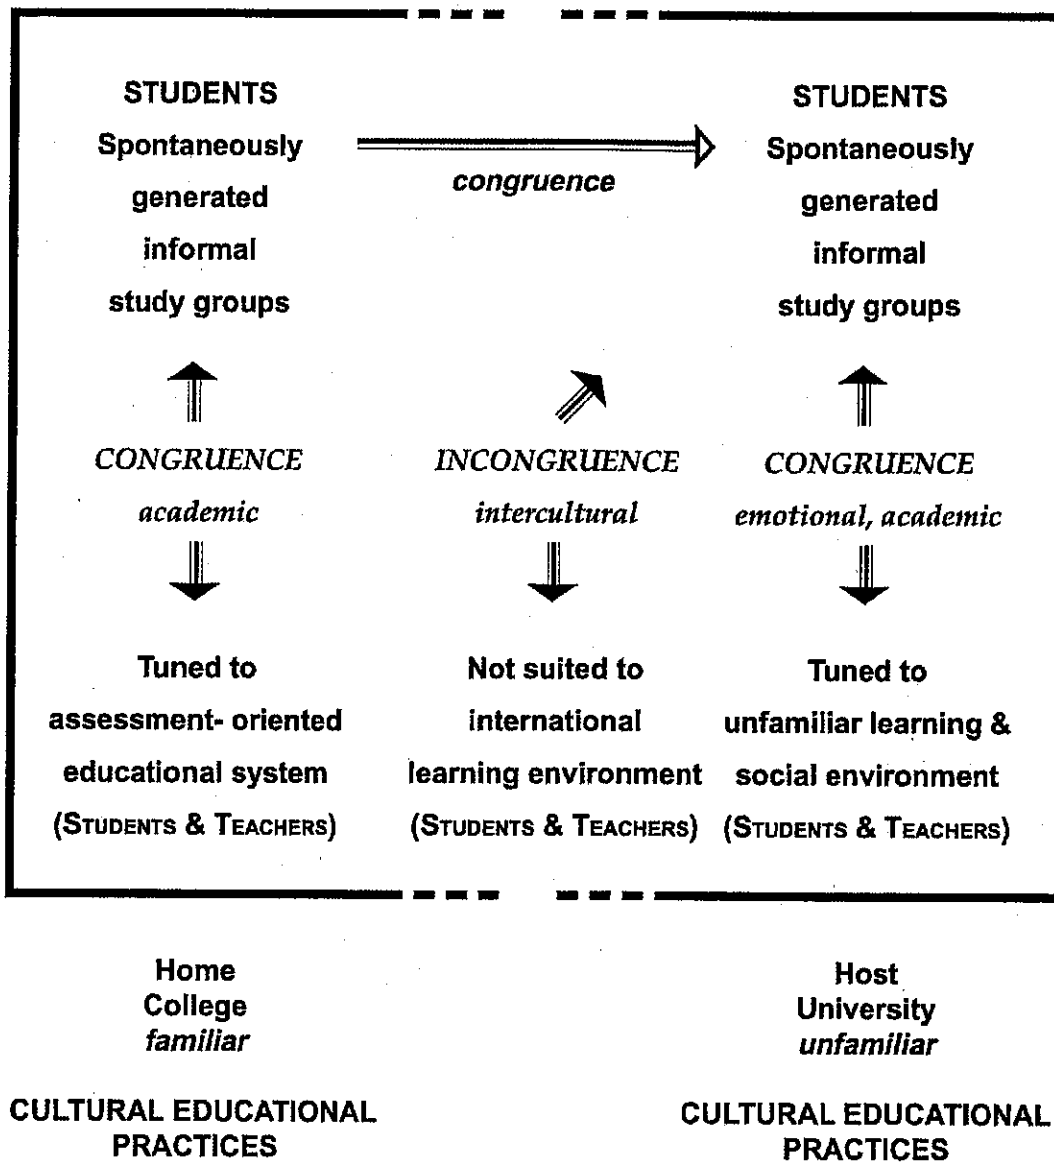 STUDENTS
Spontaneously
generated
informal
study groups
congruence
STUDENTS
Spontaneously
generated
informal
study groups
CONGRUENCE
academic
INCONGRUENCE
intercultural
CONGRUENCE
emotional, academic
Tuned to
assessment- oriented
educational system
(STUDENTS & TEACHERS)
Not suited to
international
learning environment
(STUDENTS & TEACHERS)
Tuned to
unfamiliar learning &
social environment
(STUDENTS & TEACHERS)
Home
College
familiar
Host
University
unfamiliar
CULTURAL EDUCATIONAL
PRACTICES
CULTURAL EDUCATIONAL
PRACTICES